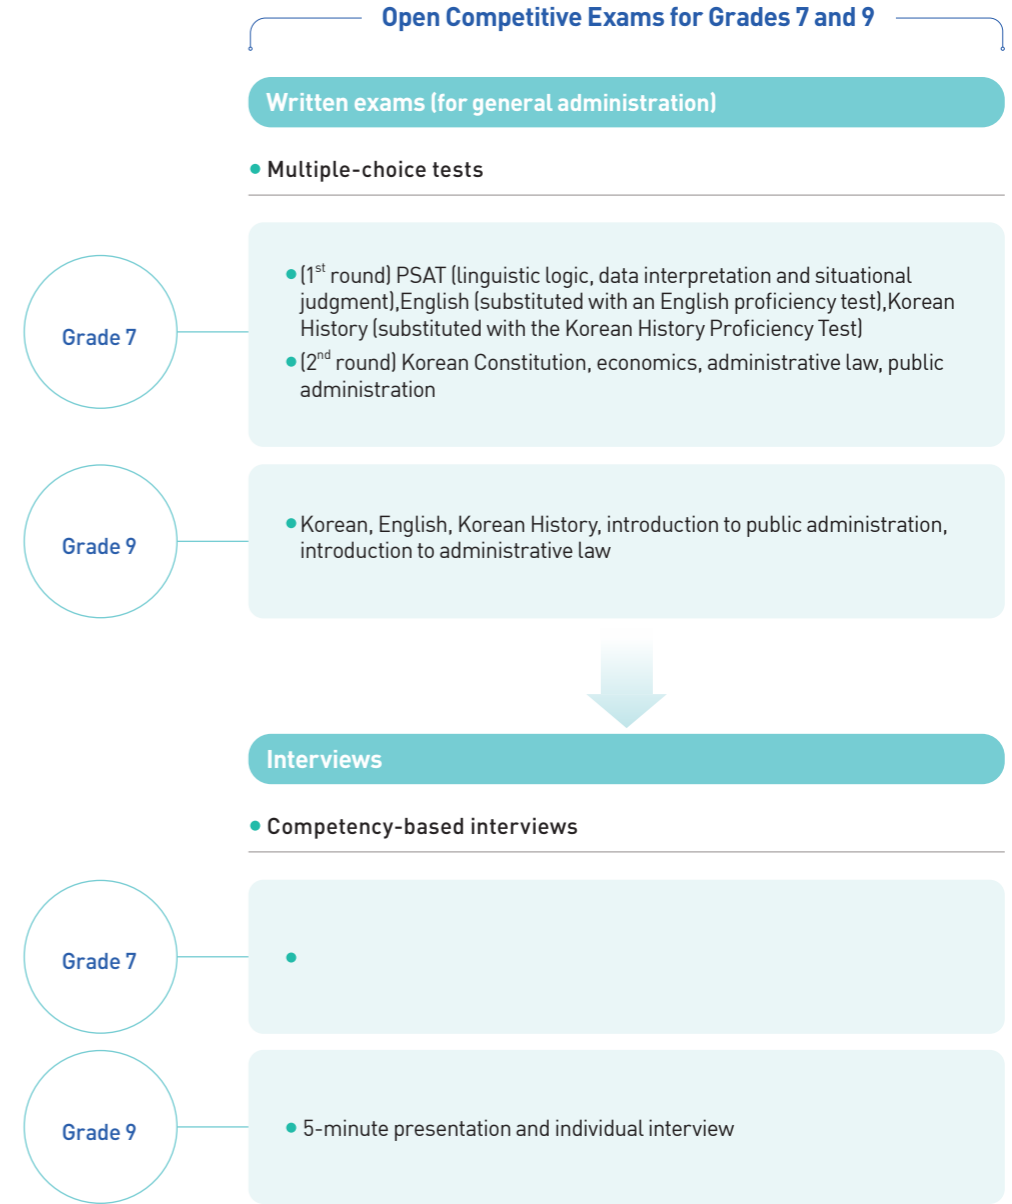 Open Competitive Exams for Grades 7 and 9
Written exams (for general administration)
• Multiple-choice tests
Grade 7
• (1st round) PSAT (linguistic logic, data interpretation and situational
judgment),English (substituted with an English proficiency test),Korean
History (substituted with the Korean History Proficiency Test)
• (2nd round) Korean Constitution, economics, administrative law, public
administration
Grade 9
• Korean, English, Korean History, introduction to public administration,
introduction to administrative law
Interviews
• Competency-based interviews
Grade 7
•
Grade 9
• 5-minute presentation and individual interview